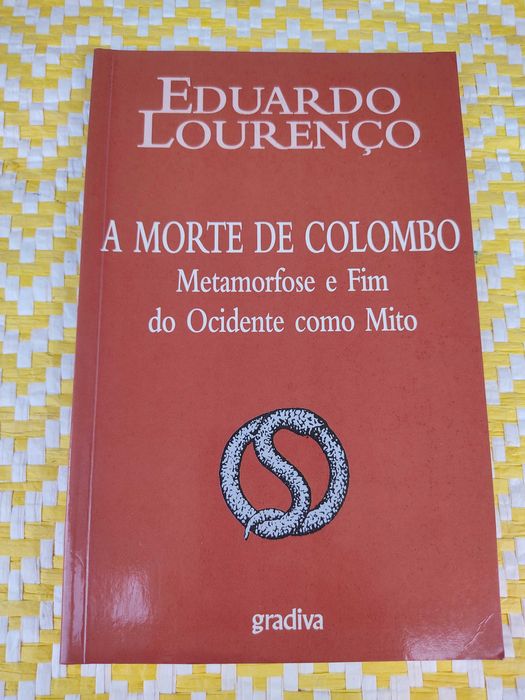 EDUARDO
LOURENÇO
A MORTE DE COLOMBO
Metamorfose e Fim
do Ocidente como Mito
gradiva